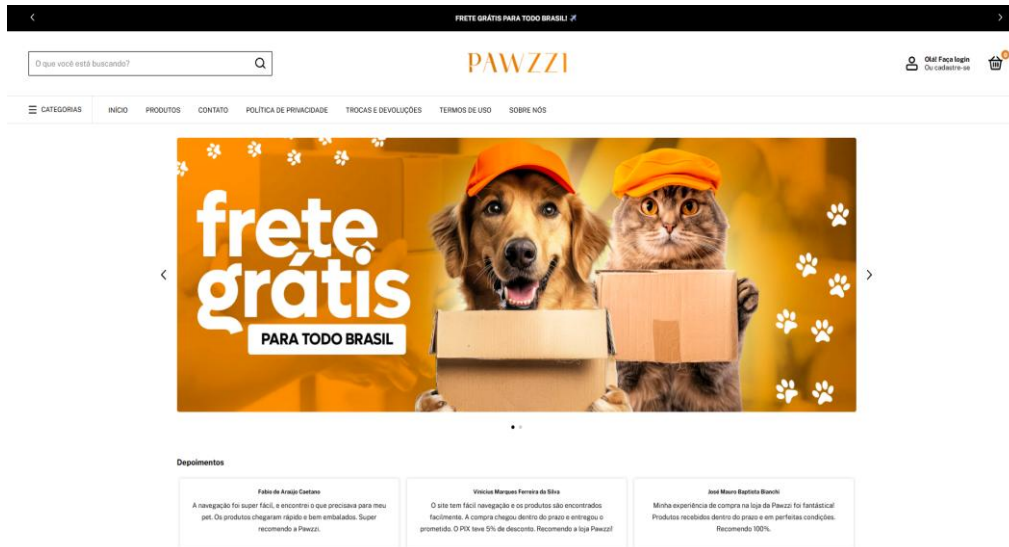 FRETE GRÁTIS PARA TODO BRASIL! ✈
O que você está buscando?
PAWZZI
Olá! Faça login
Ou cadastre-se
0
CATEGORIAS INÍCIO PRODUTOS CONTATO POLÍTICA DE PRIVACIDADE TROCAS E DEVOLUÇÕES TERMOS DE USO SOBRE NÓS
frete
grátis
PARA TODO BRASIL
Depoimentos
Fabio de Araújo Caetano
A navegação foi super fácil, e encontrei o que precisava para meu
pet. Os produtos chegaram rápido e bem embalados. Super
recomendo a Pawzzi.
Vinicius Marques Ferreira da Silva
O site tem fácil navegação e os produtos são encontrados
facilmente. A compra chegou dentro do prazo e entregou o
prometido. O PIX teve 5% de desconto. Recomendo a loja Pawzzi!
José Mauro Baptista Bianchi
Minha experiência de compra na loja da Pawzzi foi fantástica!
Produtos recebidos dentro do prazo e em perfeitas condições.
Recomendo 100%.